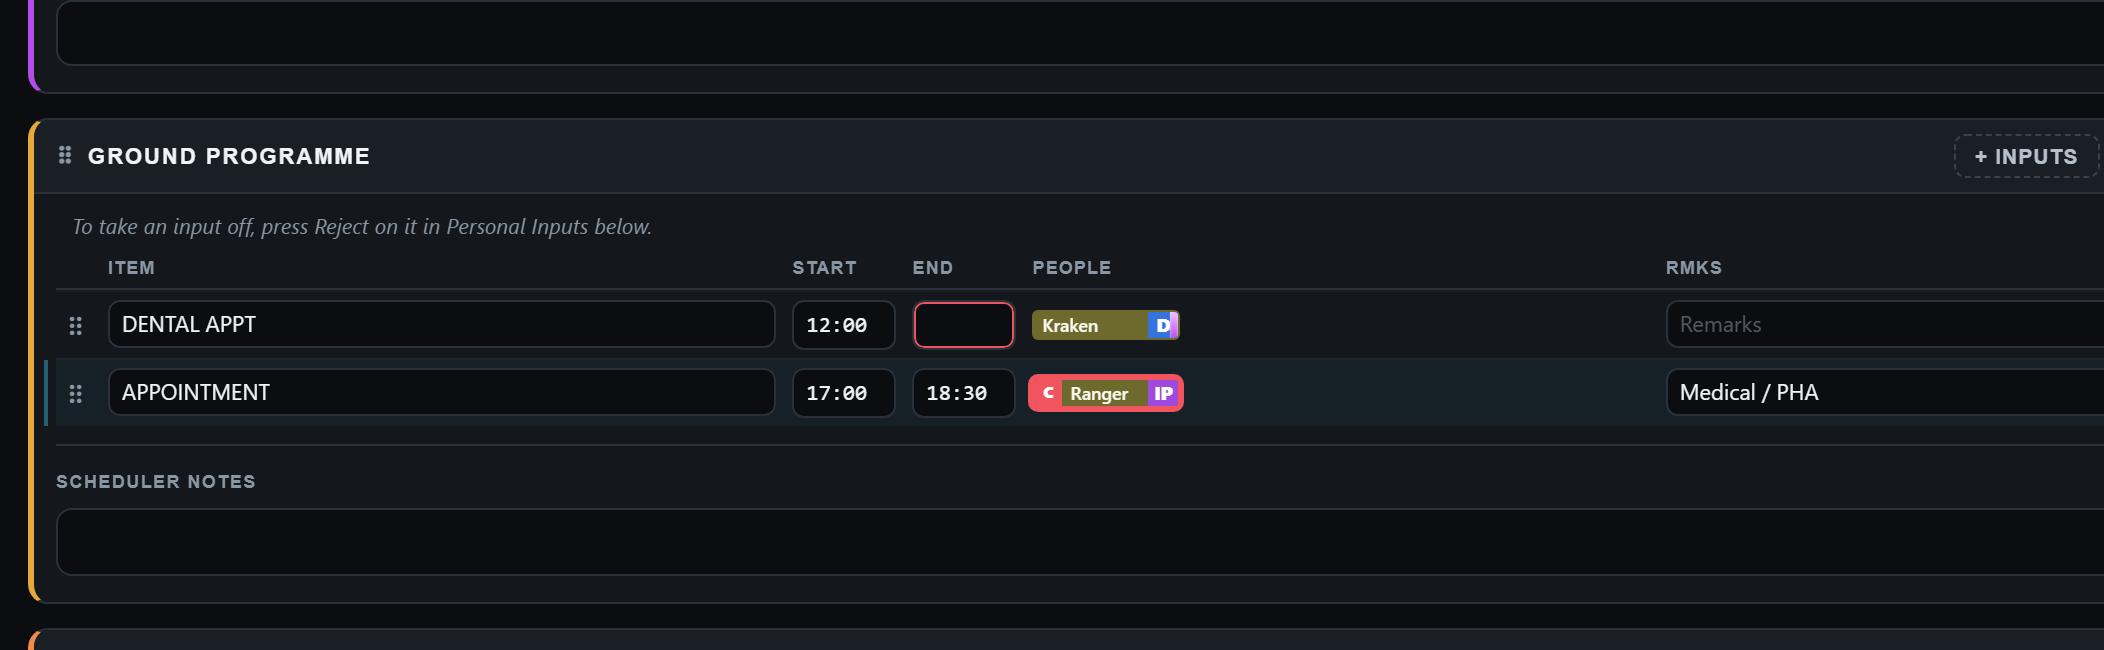 GROUND PROGRAMME
+ INPUTS
To take an input off, press Reject on it in Personal Inputs below.
ITEM START END PEOPLE RMKS
DENTAL APPT 12:00 Kraken D Remarks
APPOINTMENT 17:00 18:30 C Ranger IP Medical / PHA
SCHEDULER NOTES